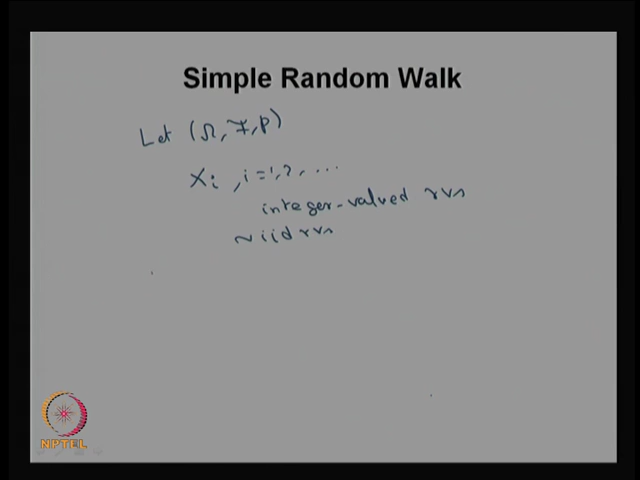 Simple Random Walk
Let (Ω, ℱ, P)
Xi , i = 1, 2, ...
integer-valued rvs
~ iid rvs
NPTEL